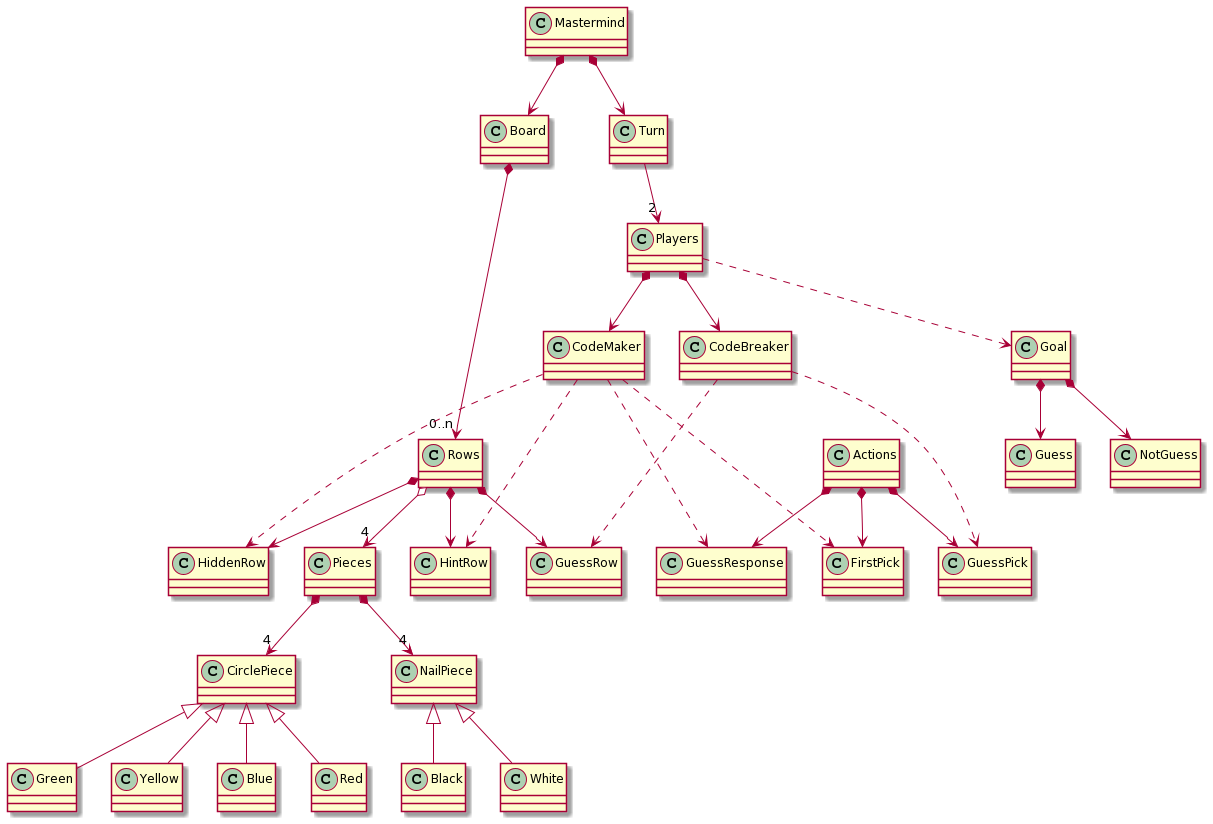 C Mastermind
C Board
C Turn
2
C Players
C CodeMaker
C CodeBreaker
C Goal
0..n
C Rows
C Actions
C Guess
C NotGuess
4
C HiddenRow
C Pieces
C HintRow
C GuessRow
C GuessResponse
C FirstPick
C GuessPick
4
4
C CirclePiece
C NailPiece
C Green
C Yellow
C Blue
C Red
C Black
C White